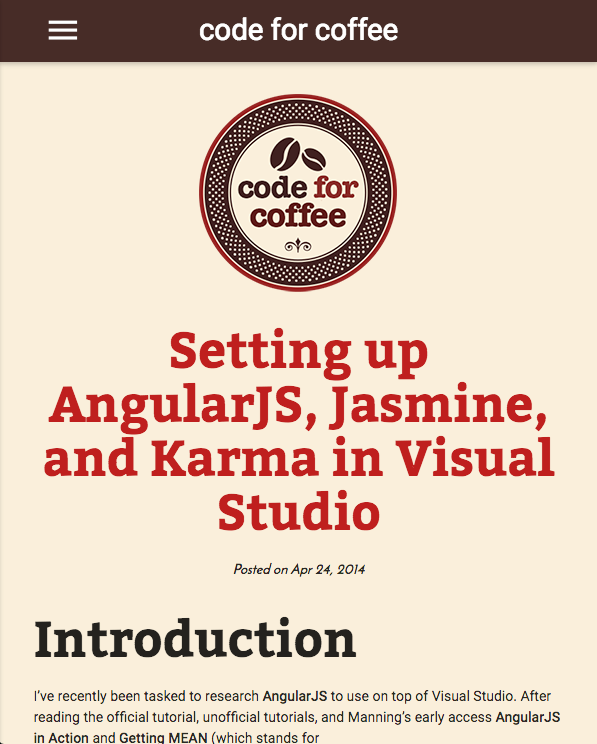 code for coffee
code for
coffee
Setting up
AngularJS, Jasmine,
and Karma in Visual
Studio
Posted on Apr 24, 2014
Introduction
I’ve recently been tasked to research AngularJS to use on top of Visual Studio. After
reading the official tutorial, unofficial tutorials, and Manning’s early access AngularJS
in Action and Getting MEAN (which stands for